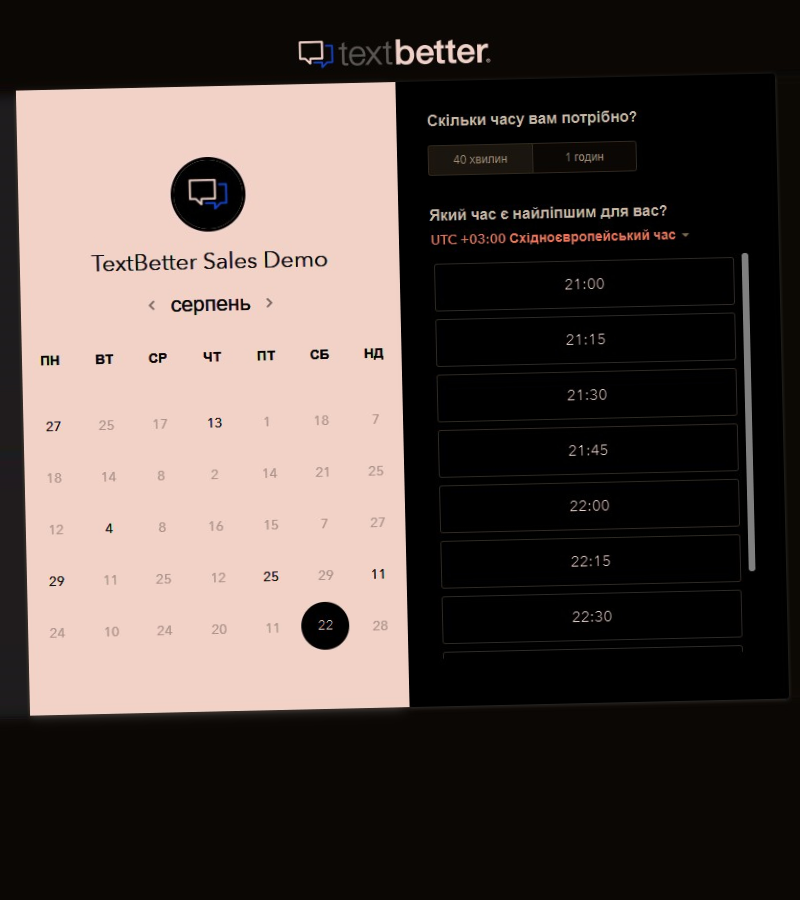 textbetter.
TextBetter Sales Demo
серпень
ПН ВТ СР ЧТ ПТ СБ НД
27 25 17 13 1 18 7
18 14 8 2 14 21 25
12 4 8 16 15 7 27
29 11 25 12 25 29 11
24 10 24 20 11 22 28
Скільки часу вам потрібно?
40 хвилин 1 годин
Який час є найліпшим для вас?
UTC +03:00 Східноєвропейський час
21:00
21:15
21:30
21:45
22:00
22:15
22:30